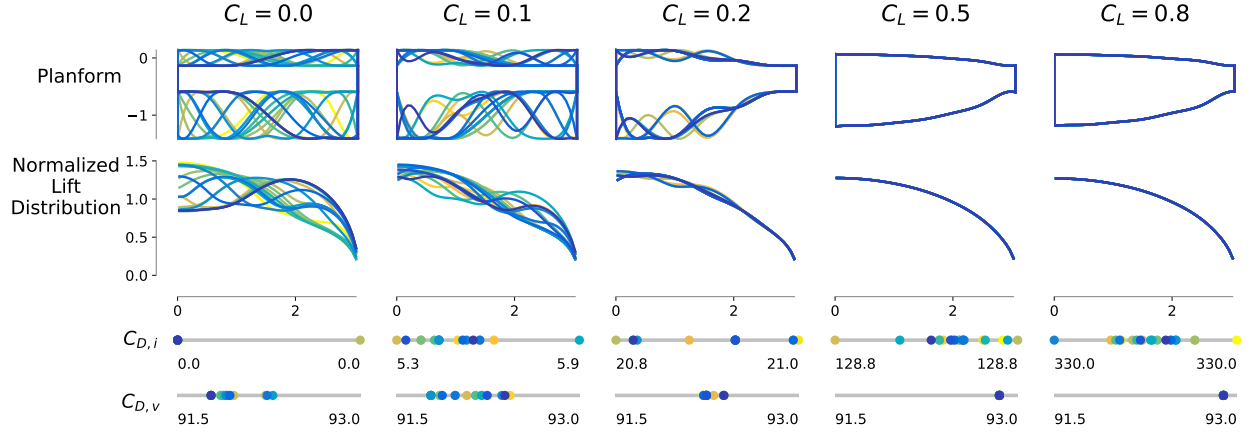 C_L = 0.0 C_L = 0.1 C_L = 0.2 C_L = 0.5 C_L = 0.8
0
Planform
−1
Normalized
Lift
Distribution
1.5
1.0
0.5
0.0
0 2 0 2 0 2 0 2 0 2
C_{D,i}
0.0 0.0 5.3 5.9 20.8 21.0 128.8 128.8 330.0 330.0
C_{D,v}
91.5 93.0 91.5 93.0 91.5 93.0 91.5 93.0 91.5 93.0